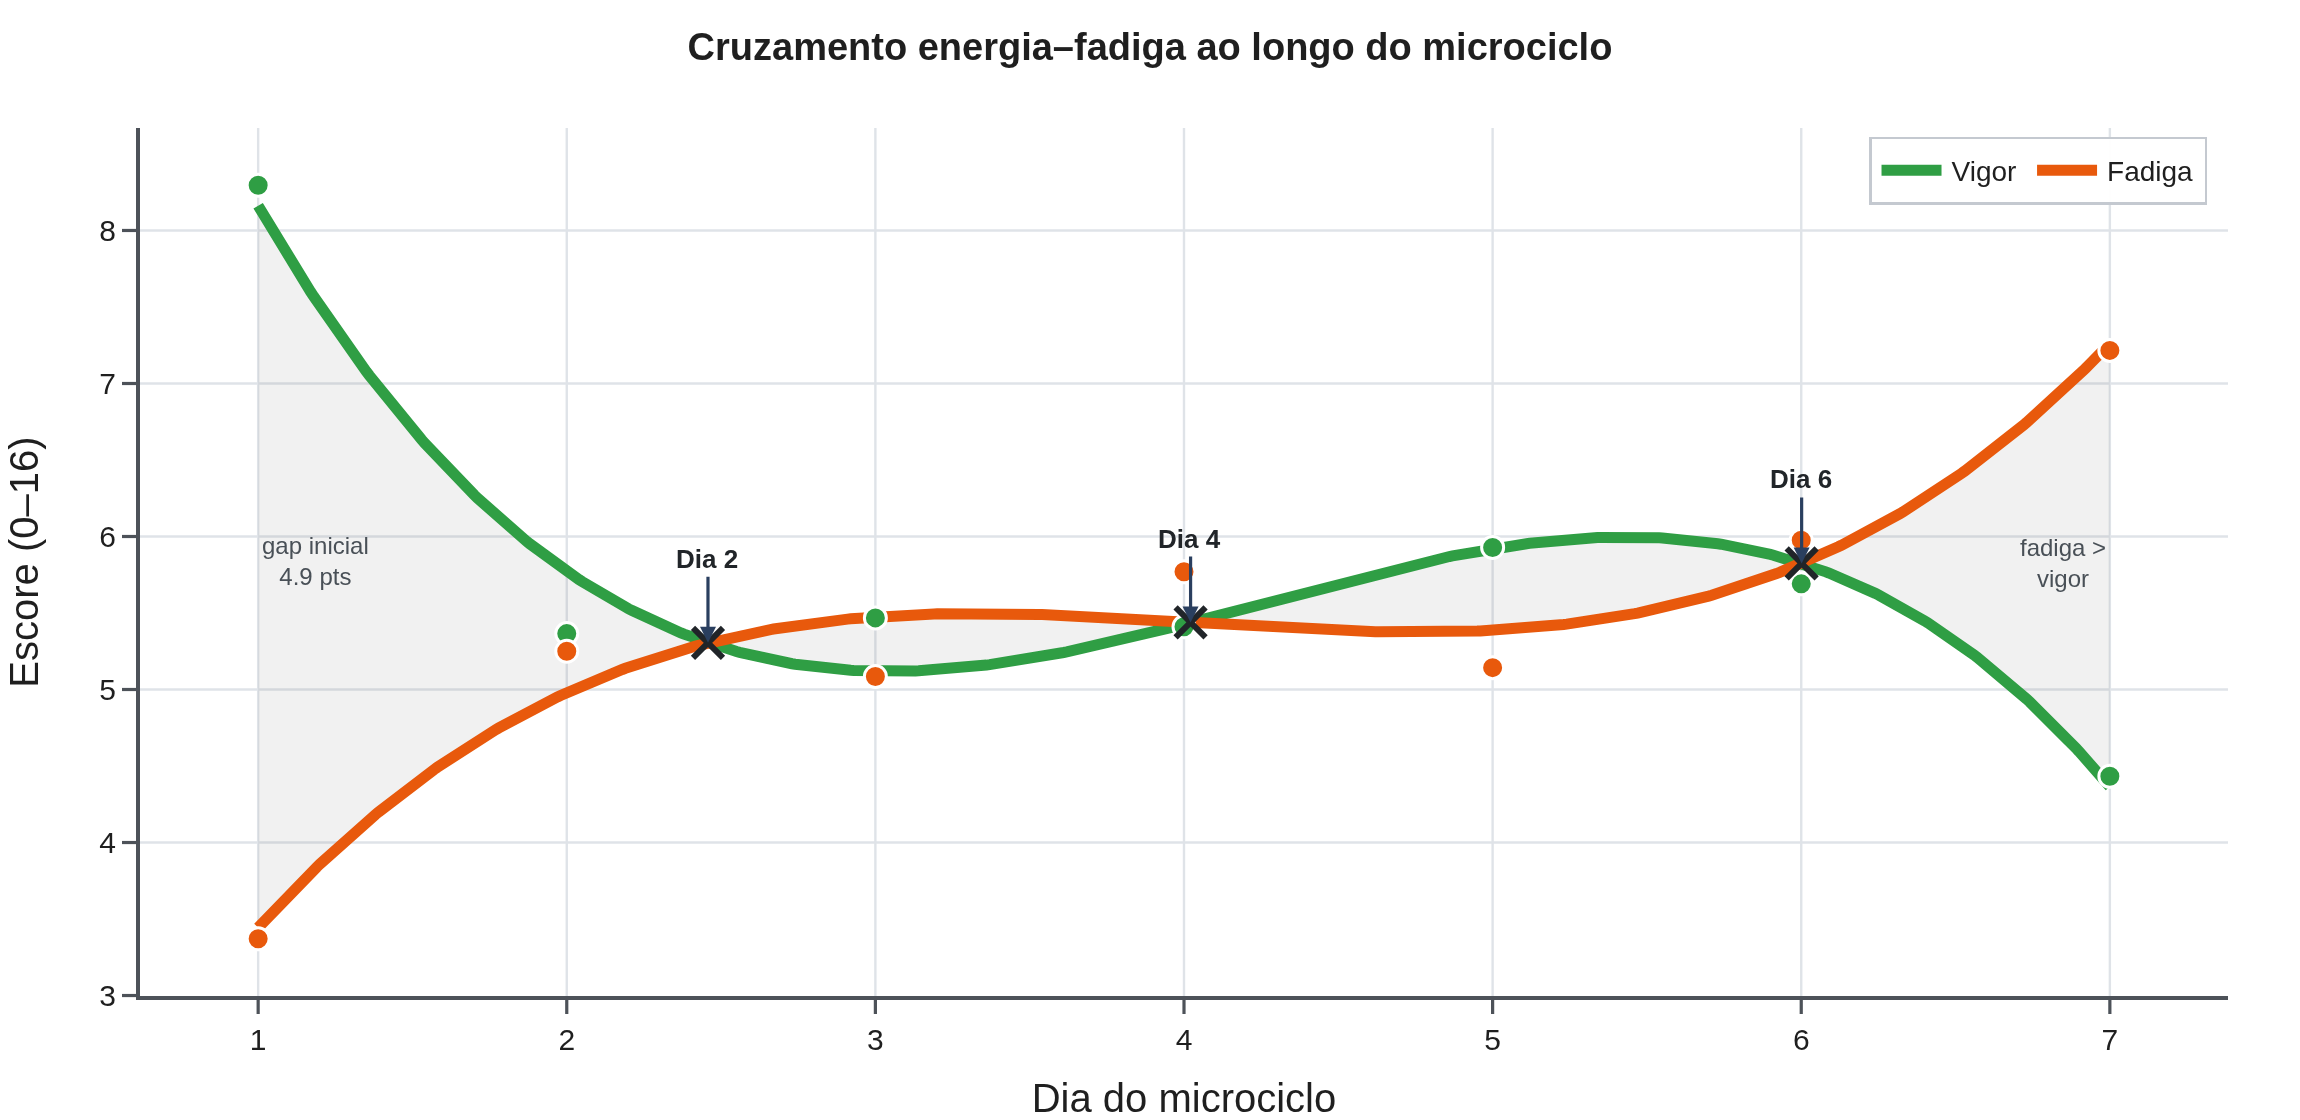 Cruzamento energia–fadiga ao longo do microciclo
Vigor
Fadiga
Escore (0–16)
8
7
6
5
4
3
gap inicial
4.9 pts
Dia 2
Dia 4
Dia 6
fadiga >
vigor
1
2
3
4
5
6
7
Dia do microciclo